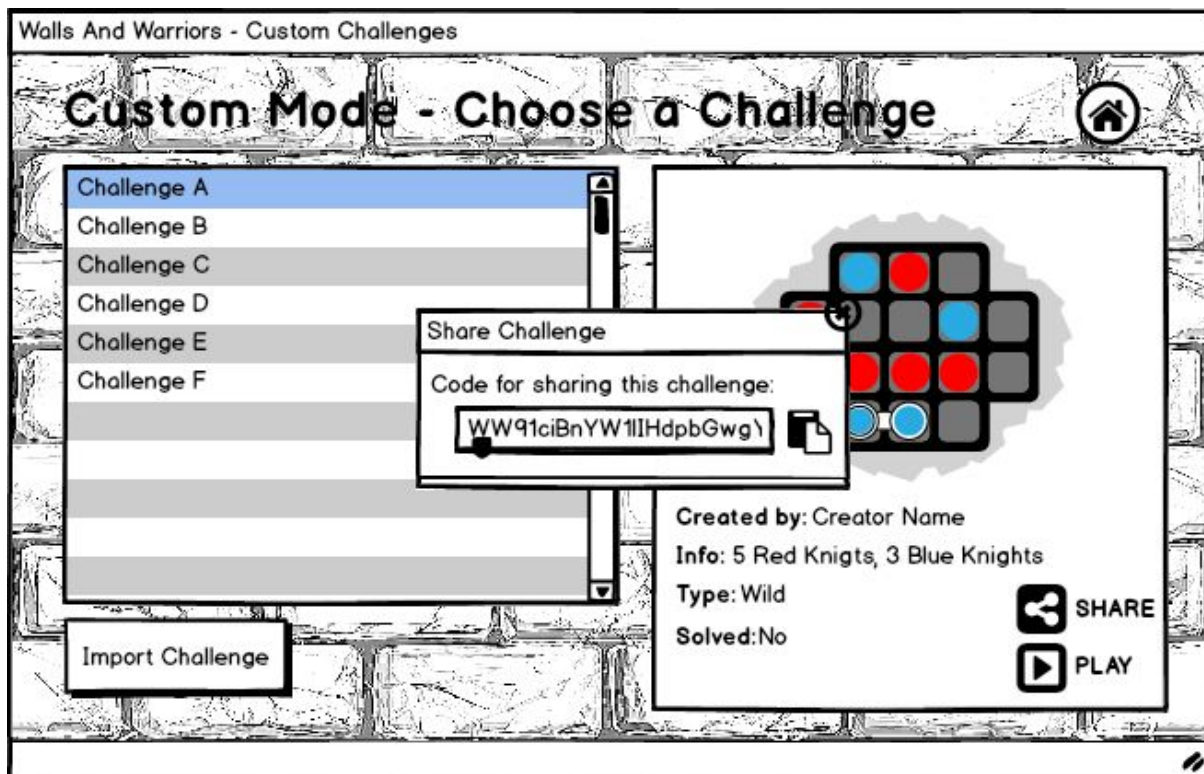 Walls And Warriors - Custom Challenges
Custom Mode - Choose a Challenge
Challenge A
Challenge B
Challenge C
Challenge D
Challenge E
Challenge F
Share Challenge
Code for sharing this challenge:
WW91ciBnYW1lIHdpbGwg
Created by: Creator Name
Info: 5 Red Knigts, 3 Blue Knights
Type: Wild
Solved:No
SHARE
PLAY
Import Challenge